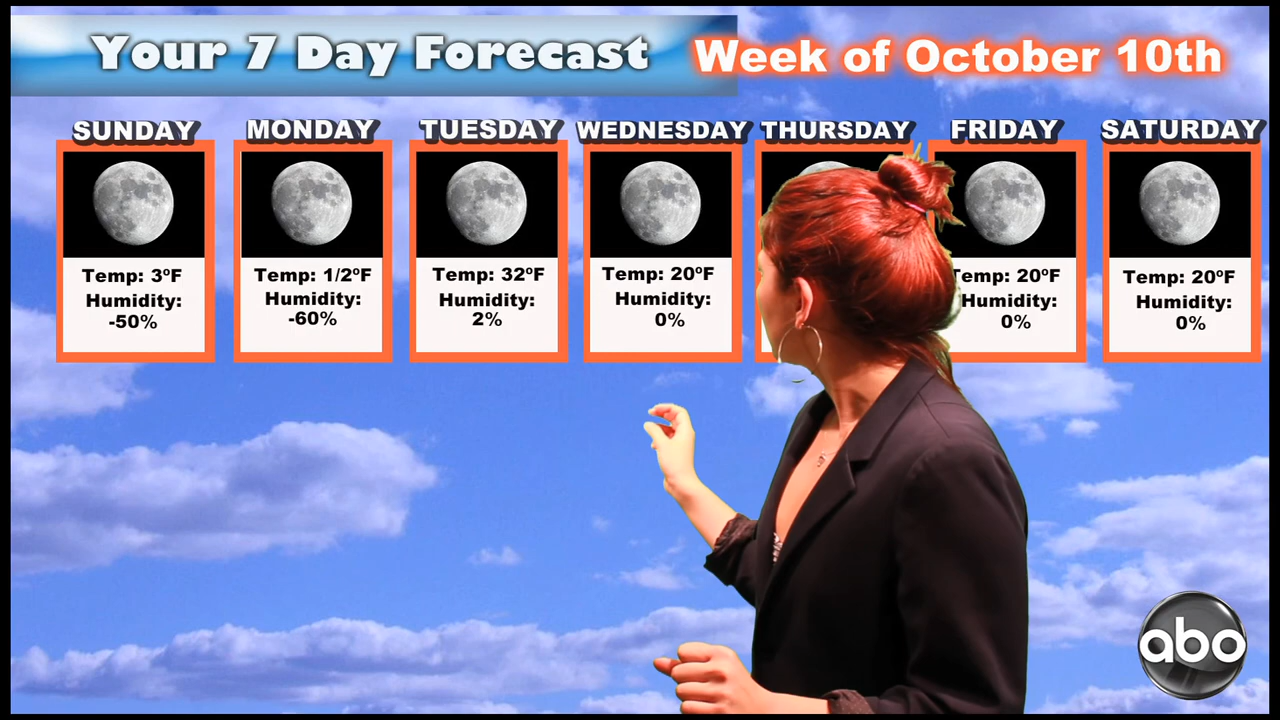 Your 7 Day Forecast
Week of October 10th
SUNDAY
Temp: 3ºF
Humidity:
-50%
MONDAY
Temp: 1/2ºF
Humidity:
-60%
TUESDAY
Temp: 32ºF
Humidity:
2%
WEDNESDAY
Temp: 20ºF
Humidity:
0%
THURSDAY
FRIDAY
Temp: 20ºF
Humidity:
0%
SATURDAY
Temp: 20ºF
Humidity:
0%
abo